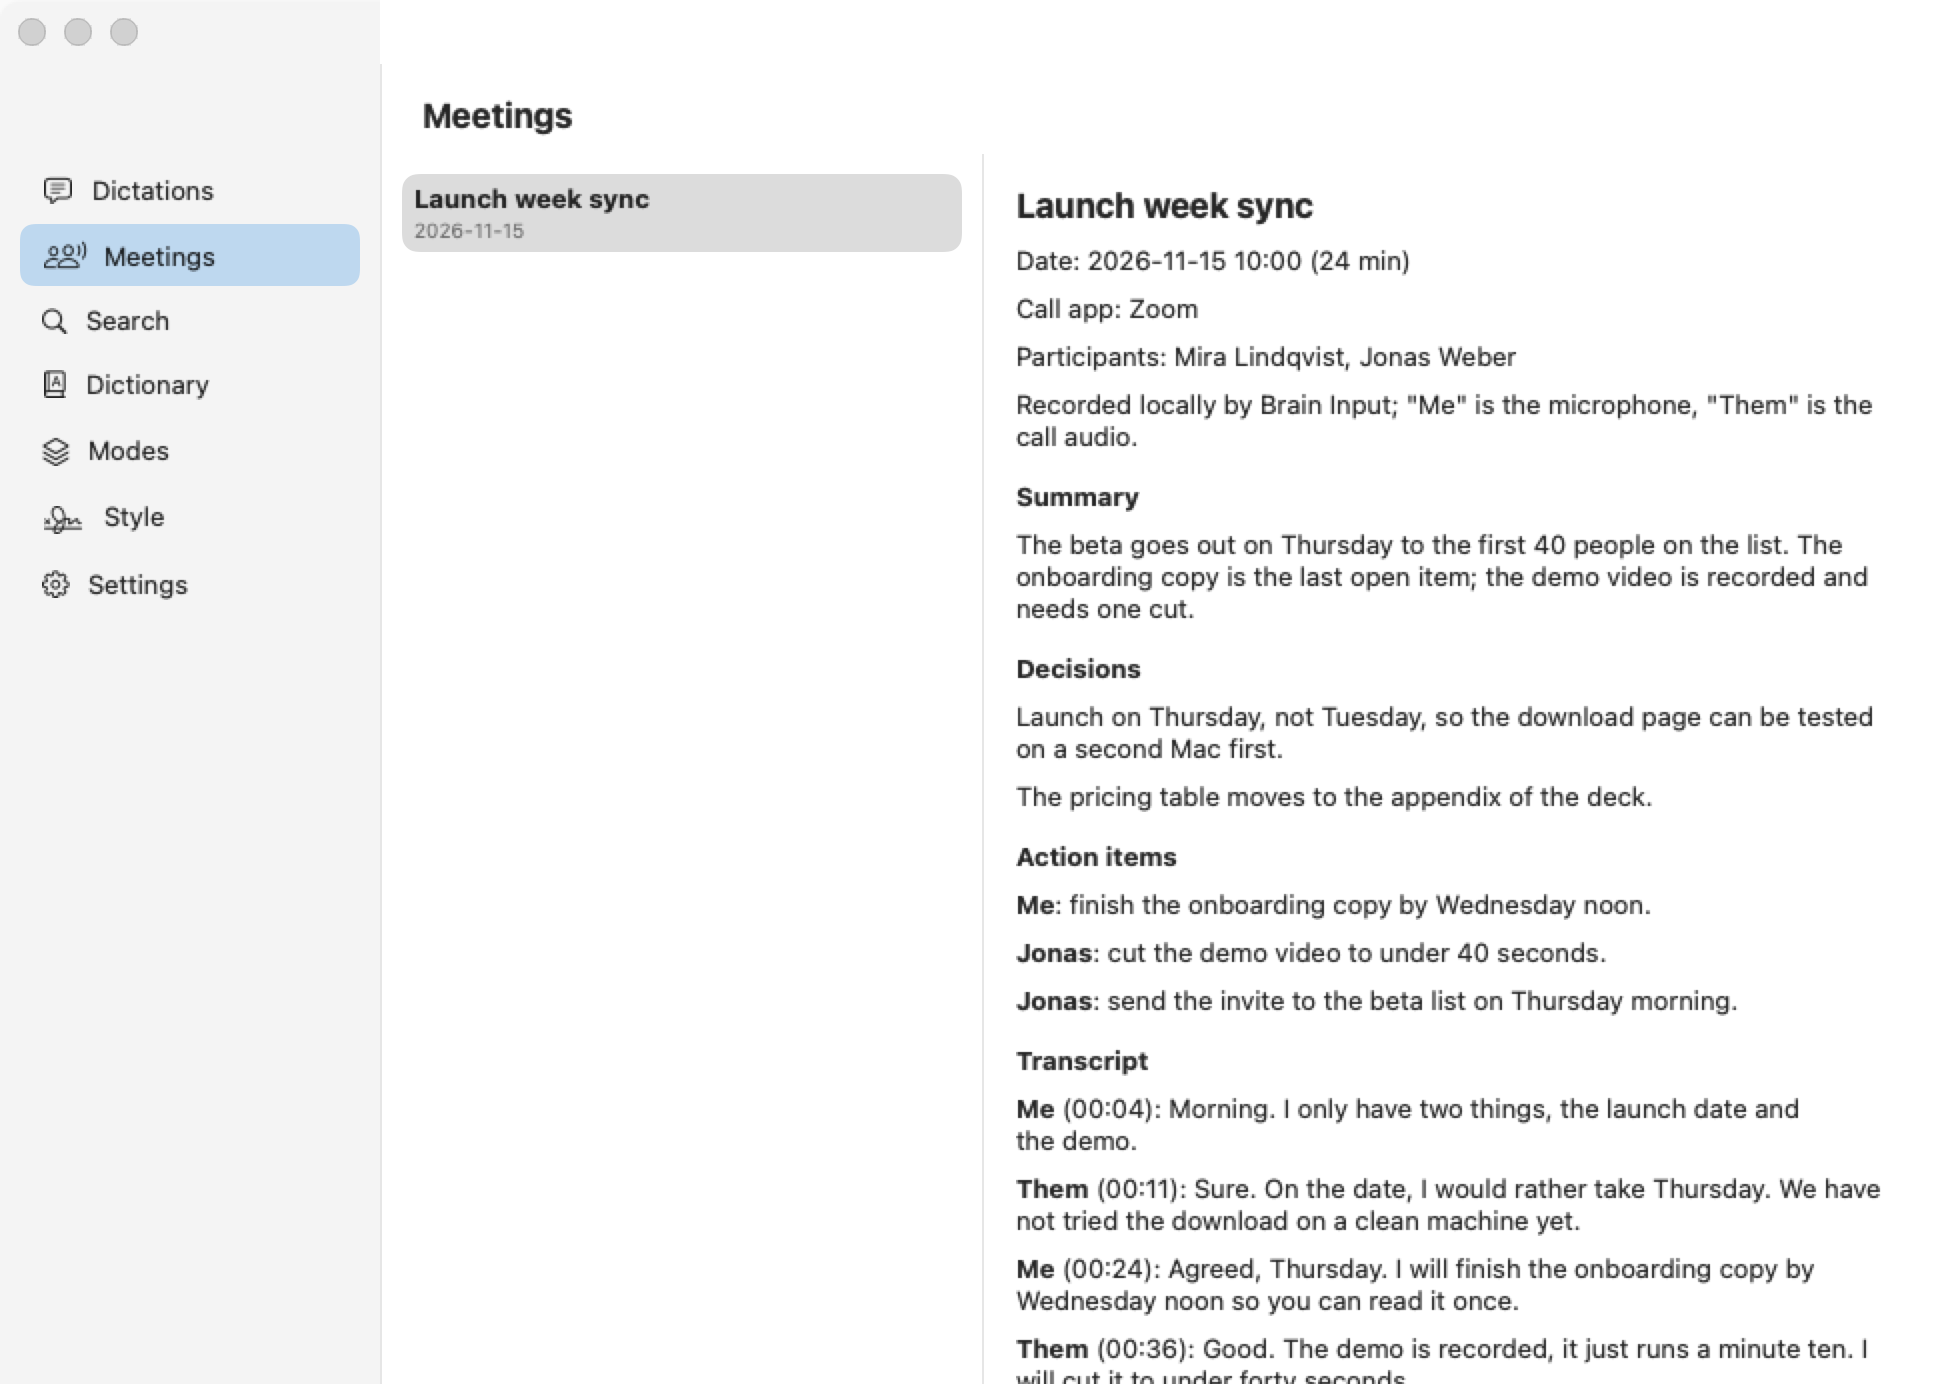 Dictations
Meetings
Search
Dictionary
Modes
Style
Settings
Meetings
Launch week sync
2026-11-15
Launch week sync
Date: 2026-11-15 10:00 (24 min)
Call app: Zoom
Participants: Mira Lindqvist, Jonas Weber
Recorded locally by Brain Input; "Me" is the microphone, "Them" is the
call audio.
Summary
The beta goes out on Thursday to the first 40 people on the list. The
onboarding copy is the last open item; the demo video is recorded and
needs one cut.
Decisions
Launch on Thursday, not Tuesday, so the download page can be tested
on a second Mac first.
The pricing table moves to the appendix of the deck.
Action items
Me: finish the onboarding copy by Wednesday noon.
Jonas: cut the demo video to under 40 seconds.
Jonas: send the invite to the beta list on Thursday morning.
Transcript
Me (00:04): Morning. I only have two things, the launch date and
the demo.
Them (00:11): Sure. On the date, I would rather take Thursday. We have
not tried the download on a clean machine yet.
Me (00:24): Agreed, Thursday. I will finish the onboarding copy by
Wednesday noon so you can read it once.
Them (00:36): Good. The demo is recorded, it just runs a minute ten. I
will cut it to under forty seconds.